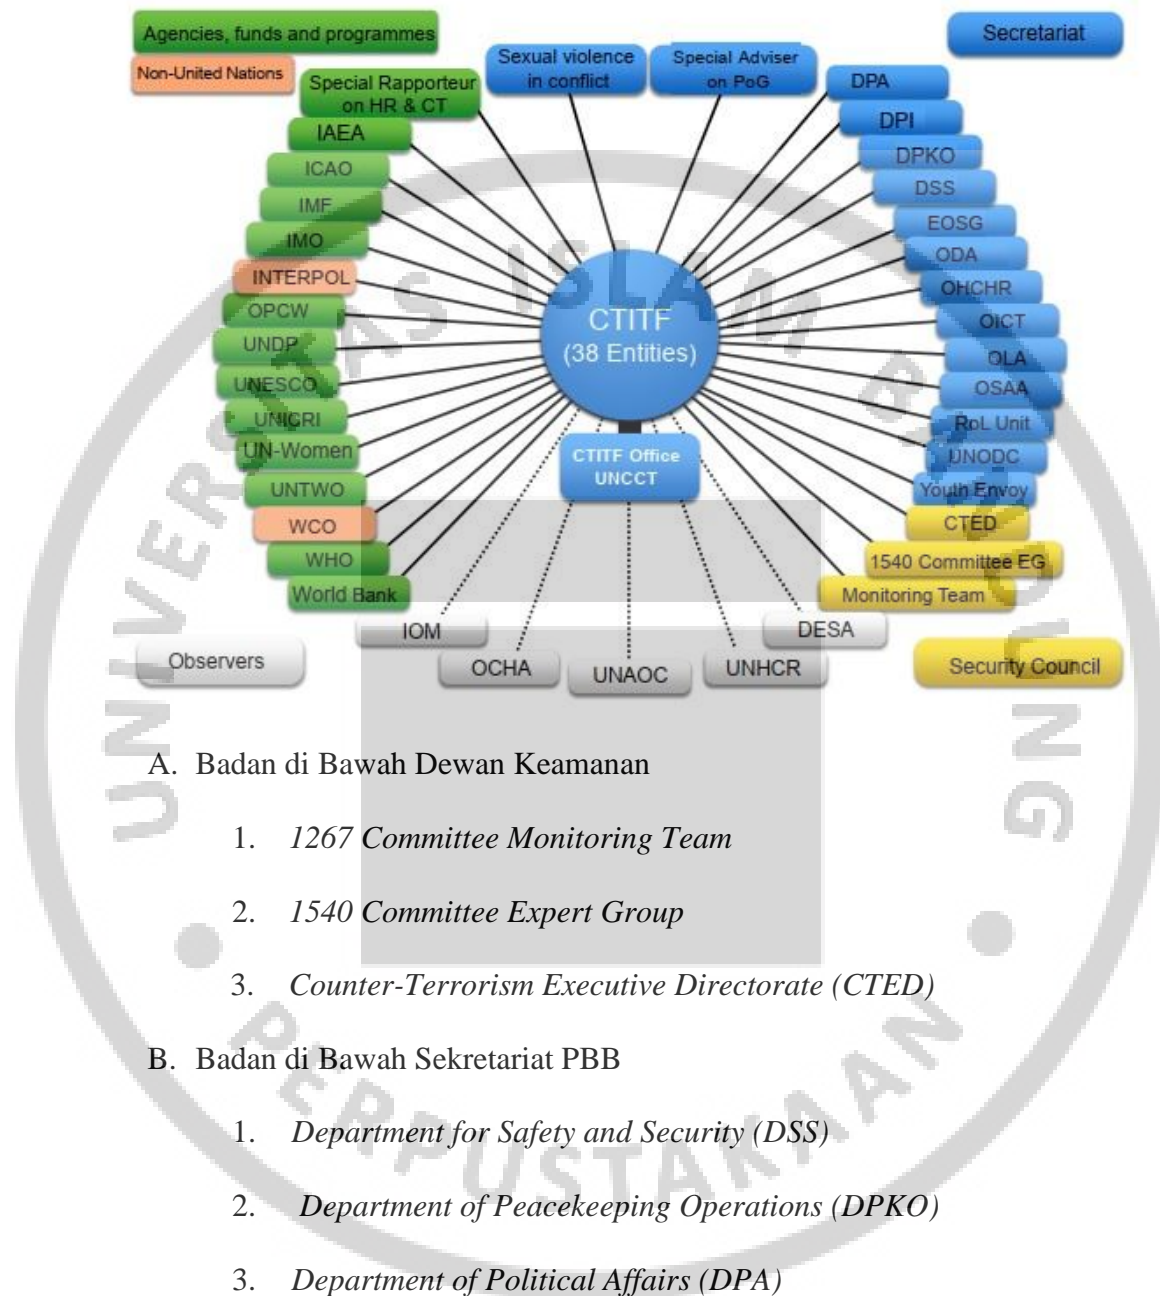 Agencies, funds and programmes
Non-United Nations
Secretariat
Sexual violence
in conflict
Special Adviser
on PoG
Special Rapporteur
on HR & CT
IAEA
ICAO
IMF
IMO
INTERPOL
OPCW
UNDP
UNESCO
UNICRI
UN-Women
UNTWO
WCO
WHO
World Bank
DPA
DPI
DPKO
DSS
EOSG
ODA
OHCHR
OICT
OLA
OSAA
RoL Unit
UNODC
Youth Envoy
CTED
1540 Committee EG
Monitoring Team
CTITF
(38 Entities)
CTITF Office
UNCCT
IOM
OCHA
UNAOC
UNHCR
DESA
Observers
Security Council
A. Badan di Bawah Dewan Keamanan
1. 1267 Committee Monitoring Team
2. 1540 Committee Expert Group
3. Counter-Terrorism Executive Directorate (CTED)
B. Badan di Bawah Sekretariat PBB
1. Department for Safety and Security (DSS)
2. Department of Peacekeeping Operations (DPKO)
3. Department of Political Affairs (DPA)
UNIVERSITAS ISLAM BANDUNG
PERPUSTAKAAN